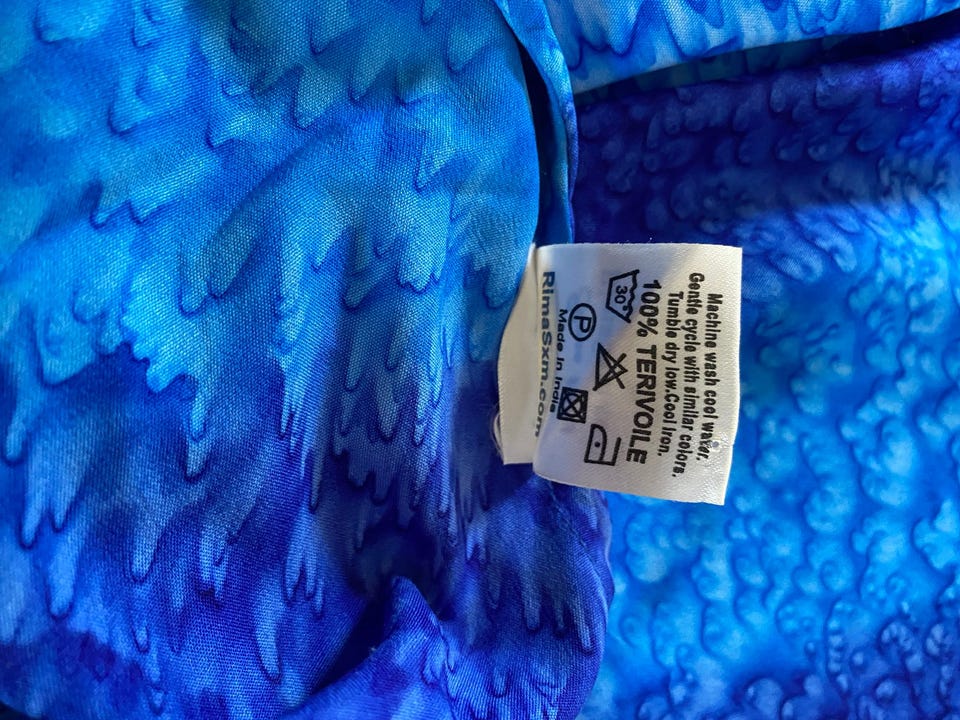 Machine wash cool water.
Gentle cycle with similar colors.
Tumble dry low.Cool Iron.
100% TERIVOILE
30
P
Made In India
RimaSxm.com